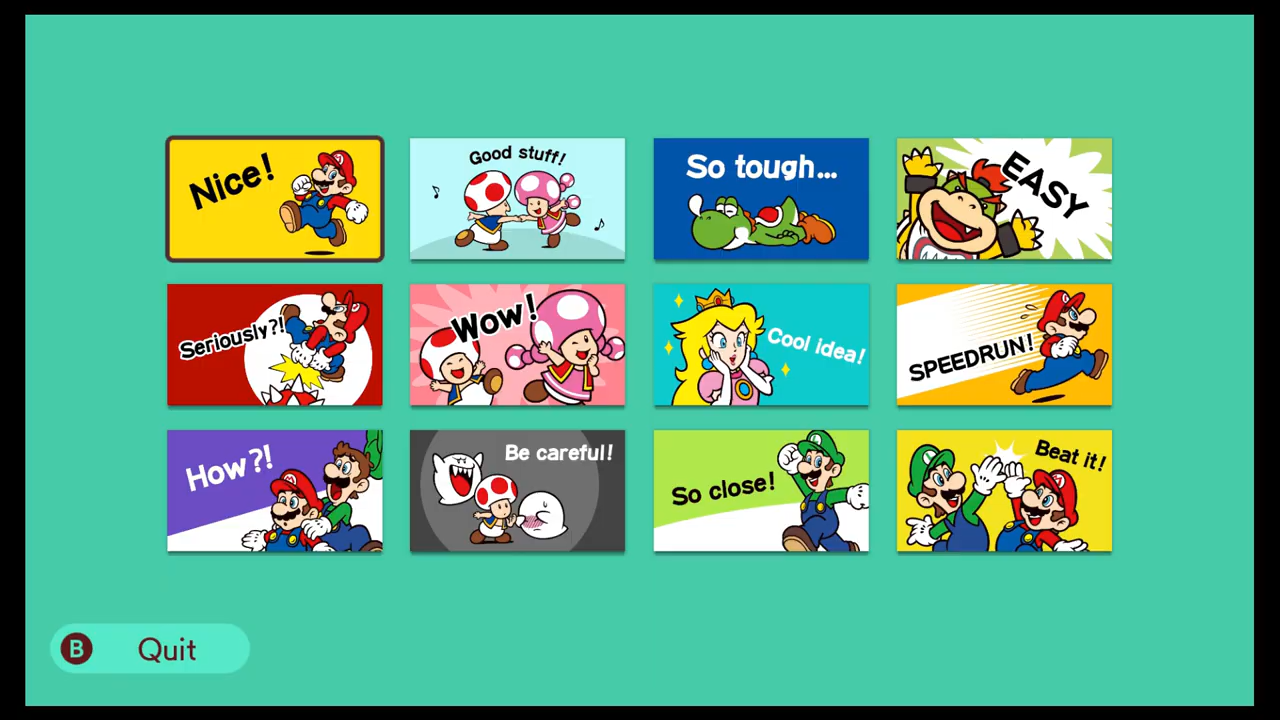 Nice!
Good stuff!
So tough...
EASY
Seriously?!
Wow!
Cool idea!
SPEEDRUN!
How?!
Be careful!
So close!
Beat it!
B Quit